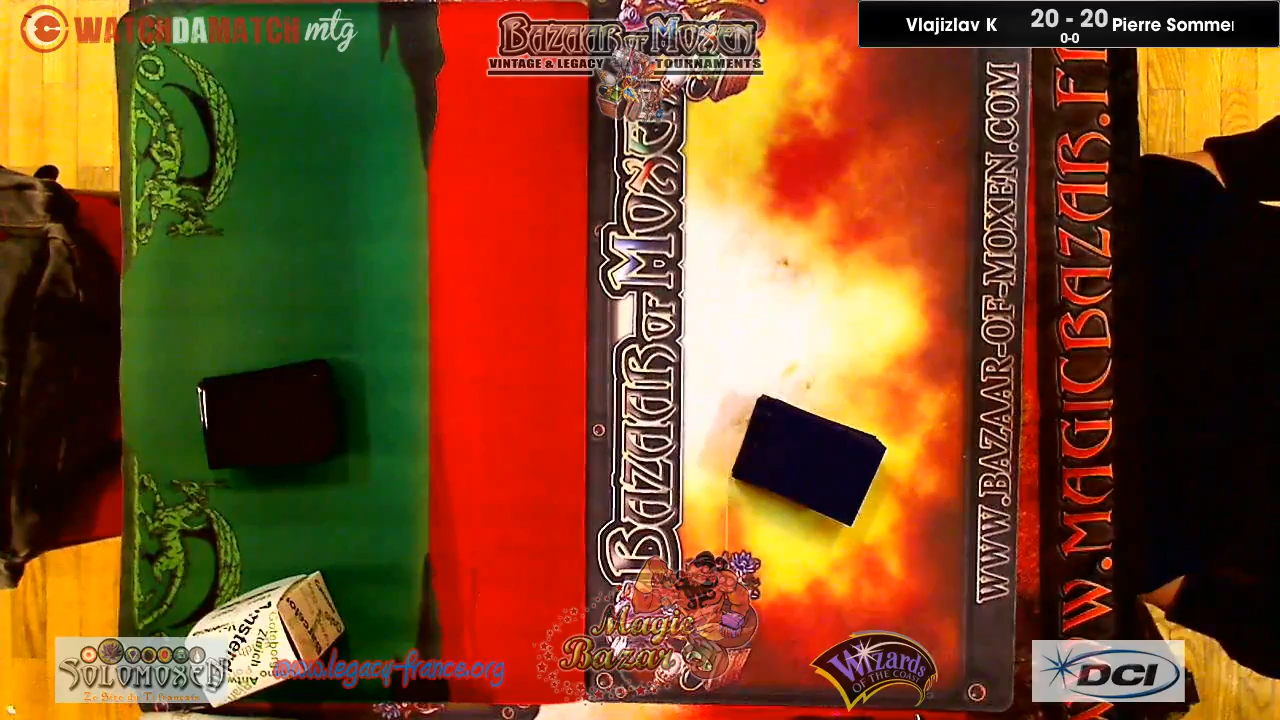 WATCHDAMATCH mtg
BAZAAR OF MOXEN
VINTAGE & LEGACY TOURNAMENTS
Vlajizlav K 20 - 20 Pierre Sommer
0-0
BAZAAR OF MOXEN
WWW.BAZAAR-OF-MOXEN.COM
WWW.MAGICBAZAR.FR
SOLOMOXEN
www.legacy-france.org
Magic Bazar
WIZARDS
OF THE COAST
DCI